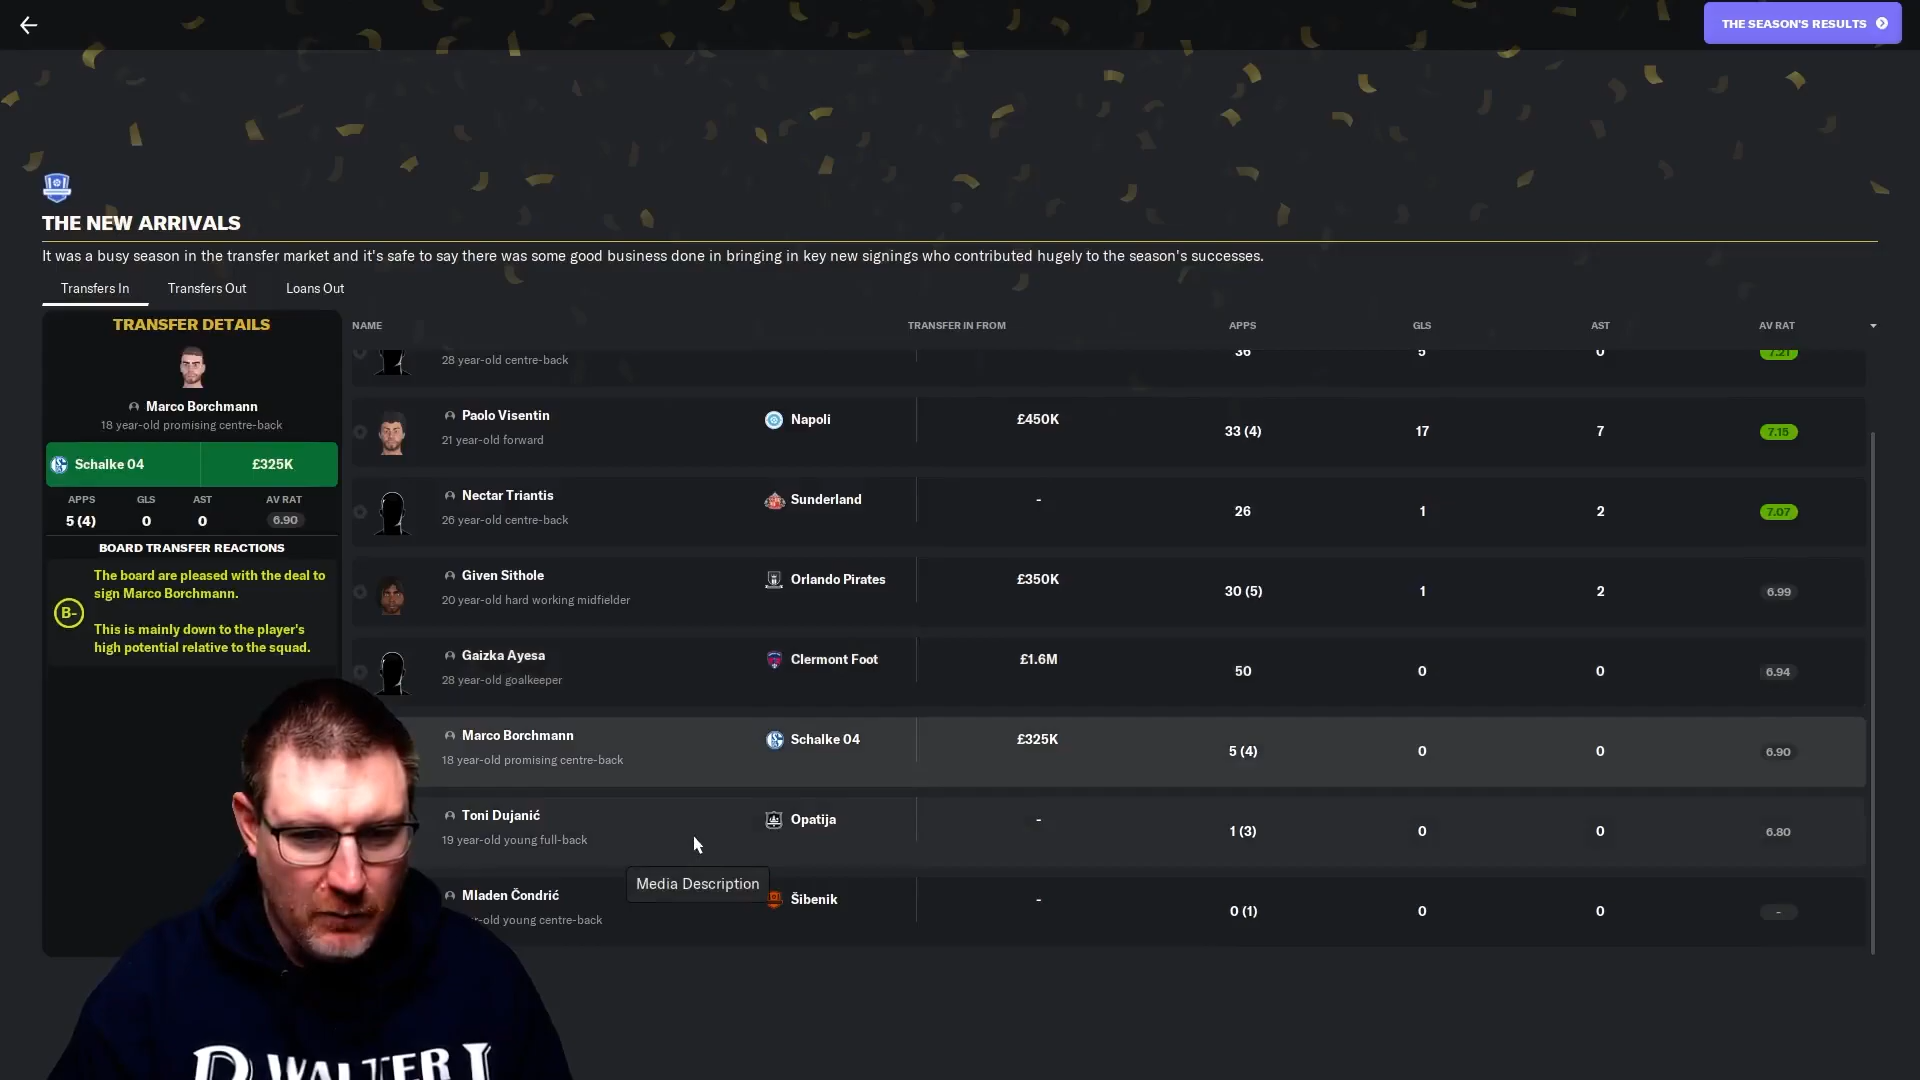 THE SEASON'S RESULTS
THE NEW ARRIVALS
It was a busy season in the transfer market and it's safe to say there was some good business done in bringing in key new signings who contributed hugely to the season's successes.
Transfers In Transfers Out Loans Out
TRANSFER DETAILS
Marco Borchmann
18 year-old promising centre-back
Schalke 04 £325K
APPS GLS AST AV RAT
5 (4) 0 0 6.90
BOARD TRANSFER REACTIONS
B-
The board are pleased with the deal to
sign Marco Borchmann.
This is mainly down to the player's
high potential relative to the squad.
NAME TRANSFER IN FROM APPS GLS AST AV RAT
28 year-old centre-back 36 5 0 7.21
Paolo Visentin Napoli £450K
21 year-old forward 33 (4) 17 7 7.15
Nectar Triantis Sunderland -
26 year-old centre-back 26 1 2 7.07
Given Sithole Orlando Pirates £350K
20 year-old hard working midfielder 30 (5) 1 2 6.99
Gaizka Ayesa Clermont Foot £1.6M
28 year-old goalkeeper 50 0 0 6.94
Marco Borchmann Schalke 04 £325K
18 year-old promising centre-back 5 (4) 0 0 6.90
Toni Dujanić Opatija -
19 year-old young full-back 1 (3) 0 0 6.80
Media Description
Mladen Čondrić Šibenik -
-old young centre-back 0 (1) 0 0 -
D WALTER